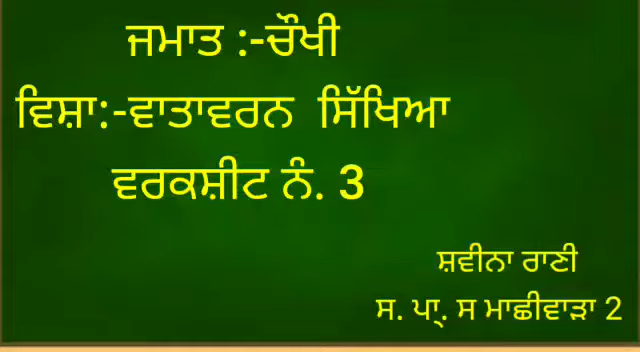 ਜਮਾਤ :-ਚੌਖੀ
ਵਿਸ਼ਾ:-ਵਾਤਾਵਰਨ ਸਿੱਖਿਆ
ਵਰਕਸ਼ੀਟ ਨੰ. 3
ਸ਼ਵੀਨਾ ਰਾਣੀ
ਸ. ਪ੍ਰਾ. ਸ ਮਾਛੀਵਾੜਾ 2